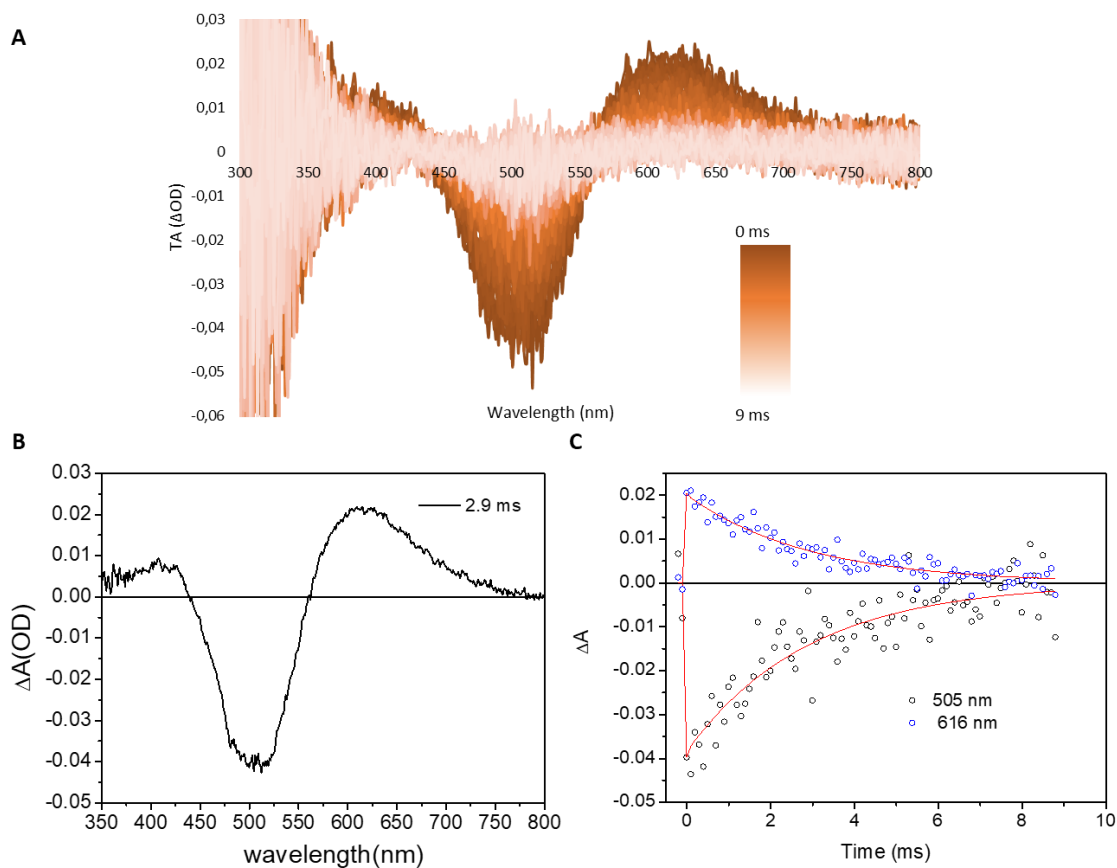 A
0,03
0,02
0,01
0
-0,01
-0,02
-0,03
-0,04
-0,05
-0,06
TA (ΔOD)
300 350 400 450 500 550 600 650 700 750 800
Wavelength (nm)
0 ms
9 ms
B
0.03
0.02
0.01
0.00
-0.01
-0.02
-0.03
-0.04
-0.05
ΔA(OD)
2.9 ms
350 400 450 500 550 600 650 700 750 800
wavelength(nm)
C
0.02
0.01
0.00
-0.01
-0.02
-0.03
-0.04
-0.05
ΔA
505 nm
616 nm
0 2 4 6 8 10
Time (ms)